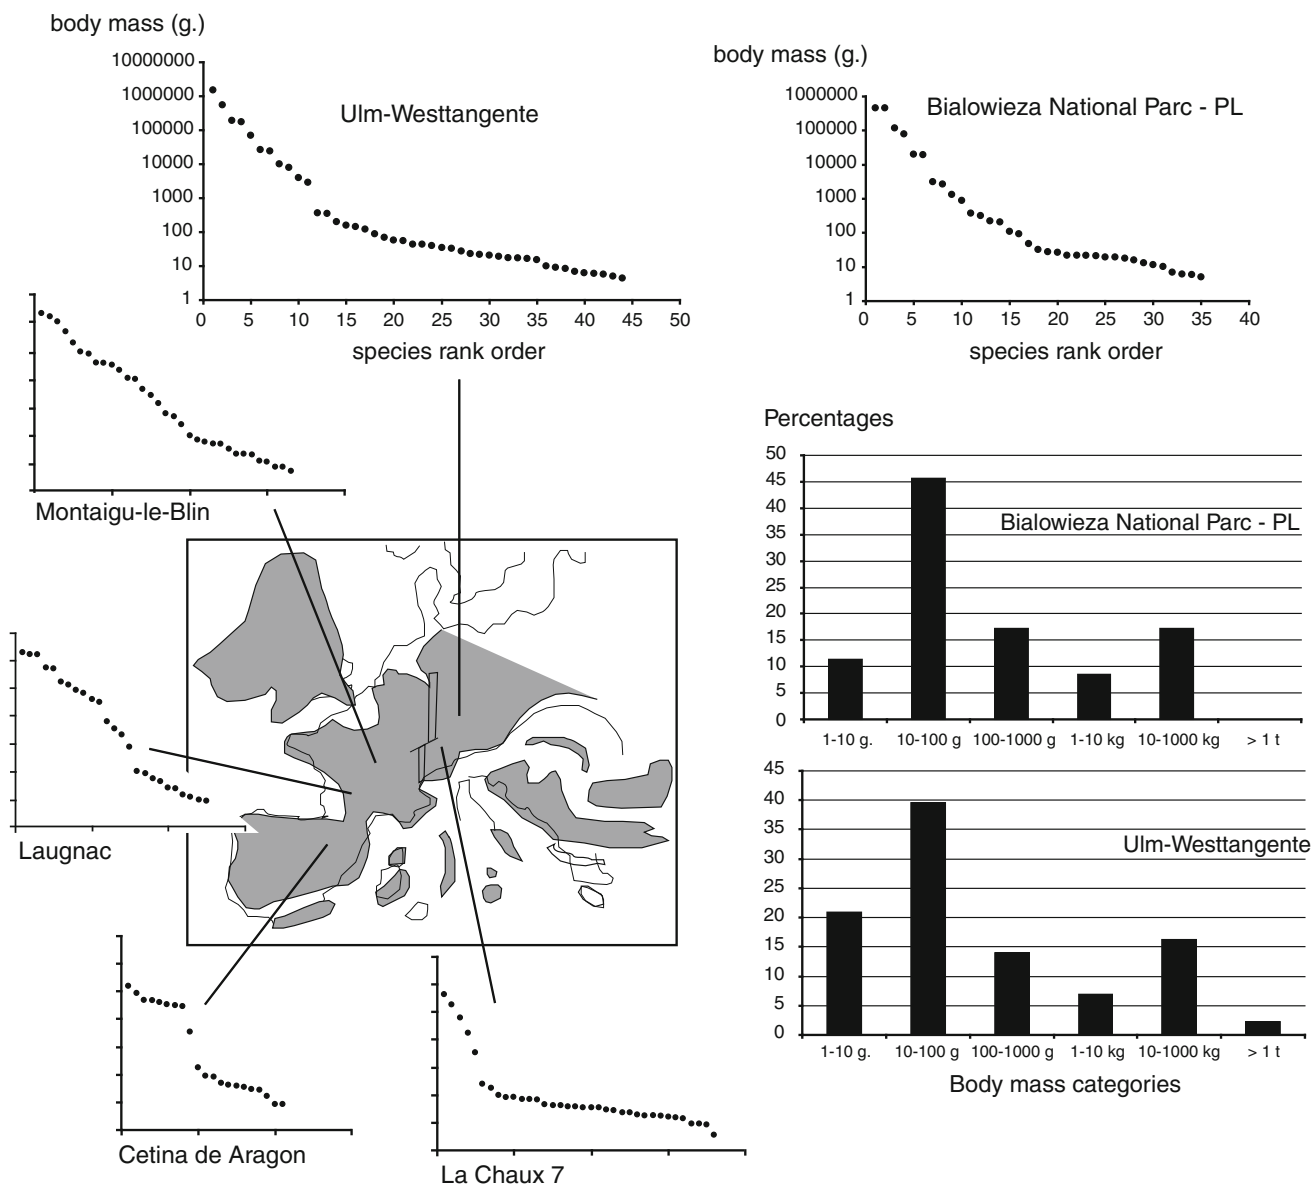 body mass (g.)
10000000
1000000
100000
10000
1000
100
10
1
Ulm-Westtangente
0 5 10 15 20 25 30 35 40 45 50
species rank order
body mass (g.)
1000000
100000
10000
1000
100
10
1
Bialowieza National Parc - PL
0 5 10 15 20 25 30 35 40
species rank order
Montaigu-le-Blin
Laugnac
Cetina de Aragon
La Chaux 7
Percentages
50
45
40
35
30
25
20
15
10
5
0
Bialowieza National Parc - PL
1-10 g. 10-100 g 100-1000 g 1-10 kg 10-1000 kg > 1 t
45
40
35
30
25
20
15
10
5
0
Ulm-Westtangente
1-10 g. 10-100 g 100-1000 g 1-10 kg 10-1000 kg > 1 t
Body mass categories